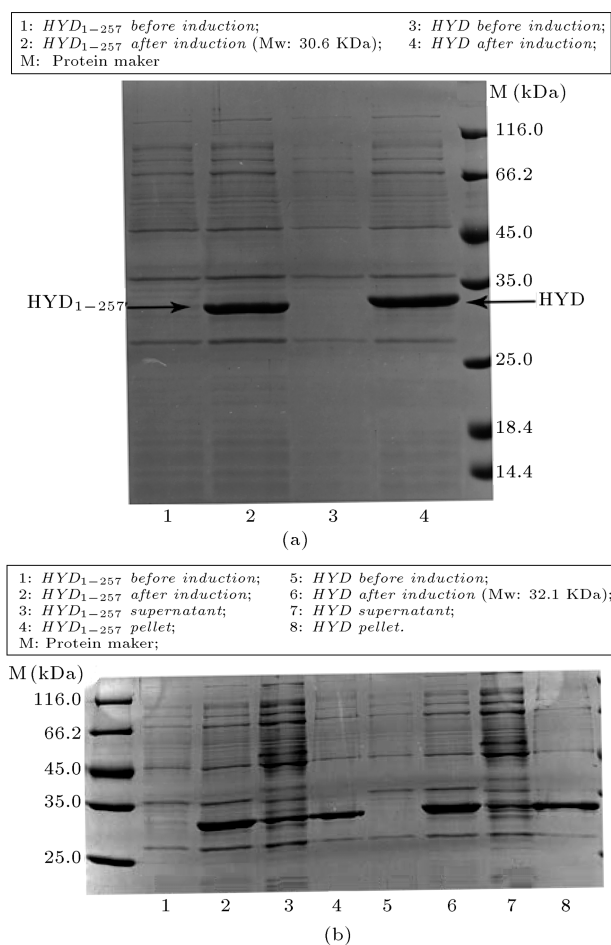 1: HYD1−257 before induction; 3: HYD before induction;
2: HYD1−257 after induction (Mw: 30.6 KDa); 4: HYD after induction;
M: Protein maker
M (kDa)
116.0
66.2
45.0
35.0
HYD1−257
HYD
25.0
18.4
14.4
1 2 3 4
(a)
1: HYD1−257 before induction; 5: HYD before induction;
2: HYD1−257 after induction; 6: HYD after induction (Mw: 32.1 KDa);
3: HYD1−257 supernatant; 7: HYD supernatant;
4: HYD1−257 pellet; 8: HYD pellet.
M: Protein maker;
M (kDa)
116.0
66.2
45.0
35.0
25.0
1 2 3 4 5 6 7 8
(b)